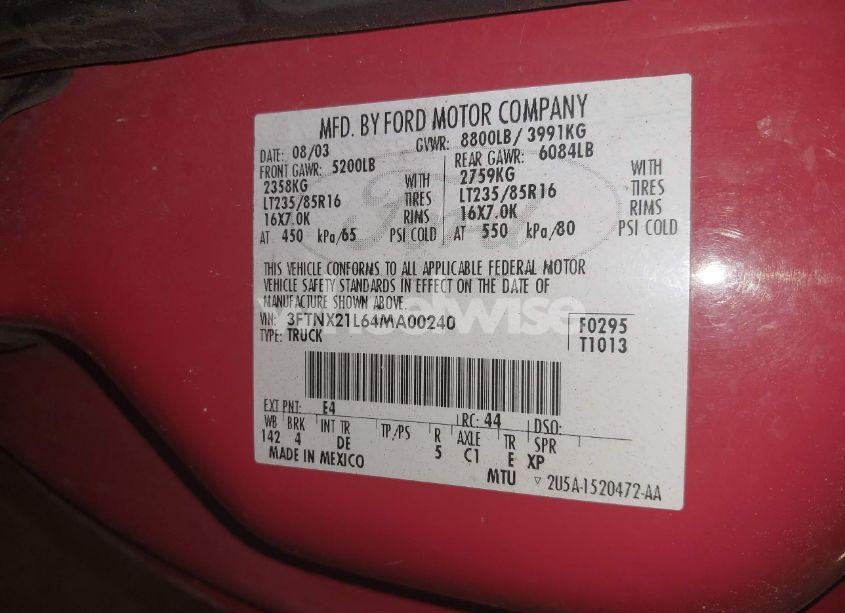 MFD. BY FORD MOTOR COMPANY
DATE: 08/03 GVWR: 8800LB/ 3991KG
FRONT GAWR: 5200LB REAR GAWR: 6084LB
2358KG WITH 2759KG WITH
LT235/85R16 TIRES LT235/85R16 TIRES
16X7.0K RIMS 16X7.0K RIMS
AT 450 kPa/65 PSI COLD AT 550 kPa/80 PSI COLD
THIS VEHICLE CONFORMS TO ALL APPLICABLE FEDERAL MOTOR
VEHICLE SAFETY STANDARDS IN EFFECT ON THE DATE OF
MANUFACTURE SHOWN ABOVE.
VIN: 3FTNX21L64MA00240 F0295
TYPE: TRUCK T1013
EXT PNT: E4 RC: 44 DSO:
WB BRK INT TR TP/PS R AXLE TR SPR
142 4 DE 5 C1 E XP
MADE IN MEXICO MTU ▽ 2U5A-1520472-AA
Ford
wheelwise